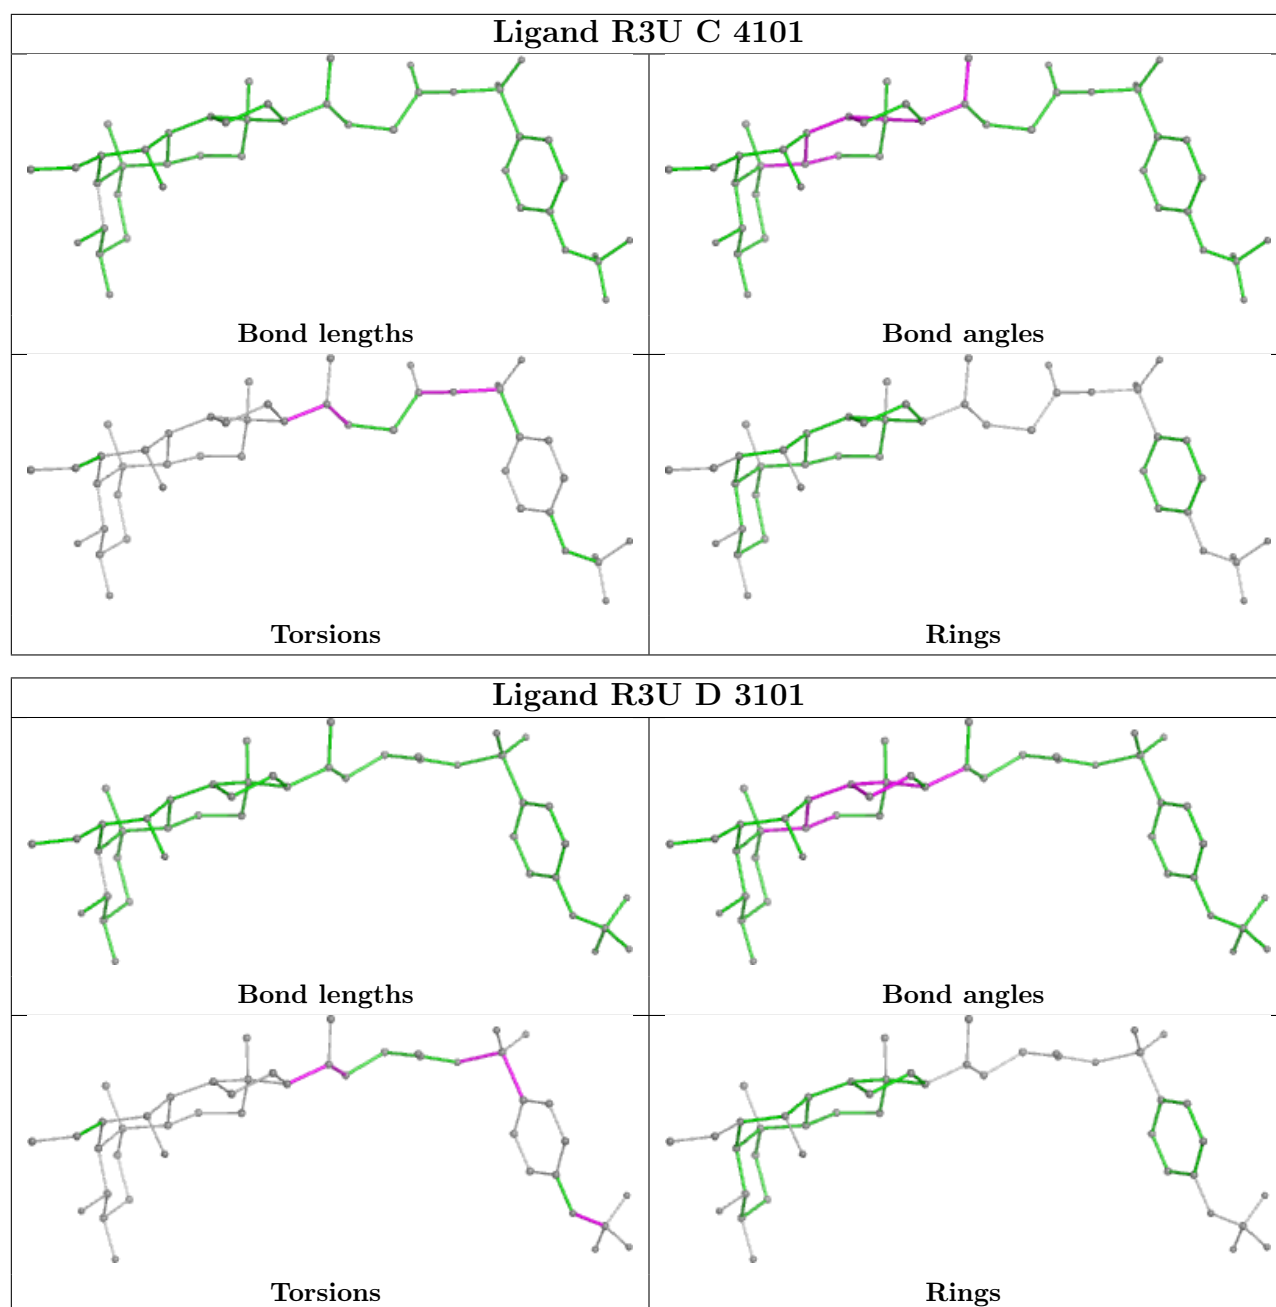 Ligand R3U C 4101
Bond lengths
Bond angles
Torsions
Rings
Ligand R3U D 3101
Bond lengths
Bond angles
Torsions
Rings